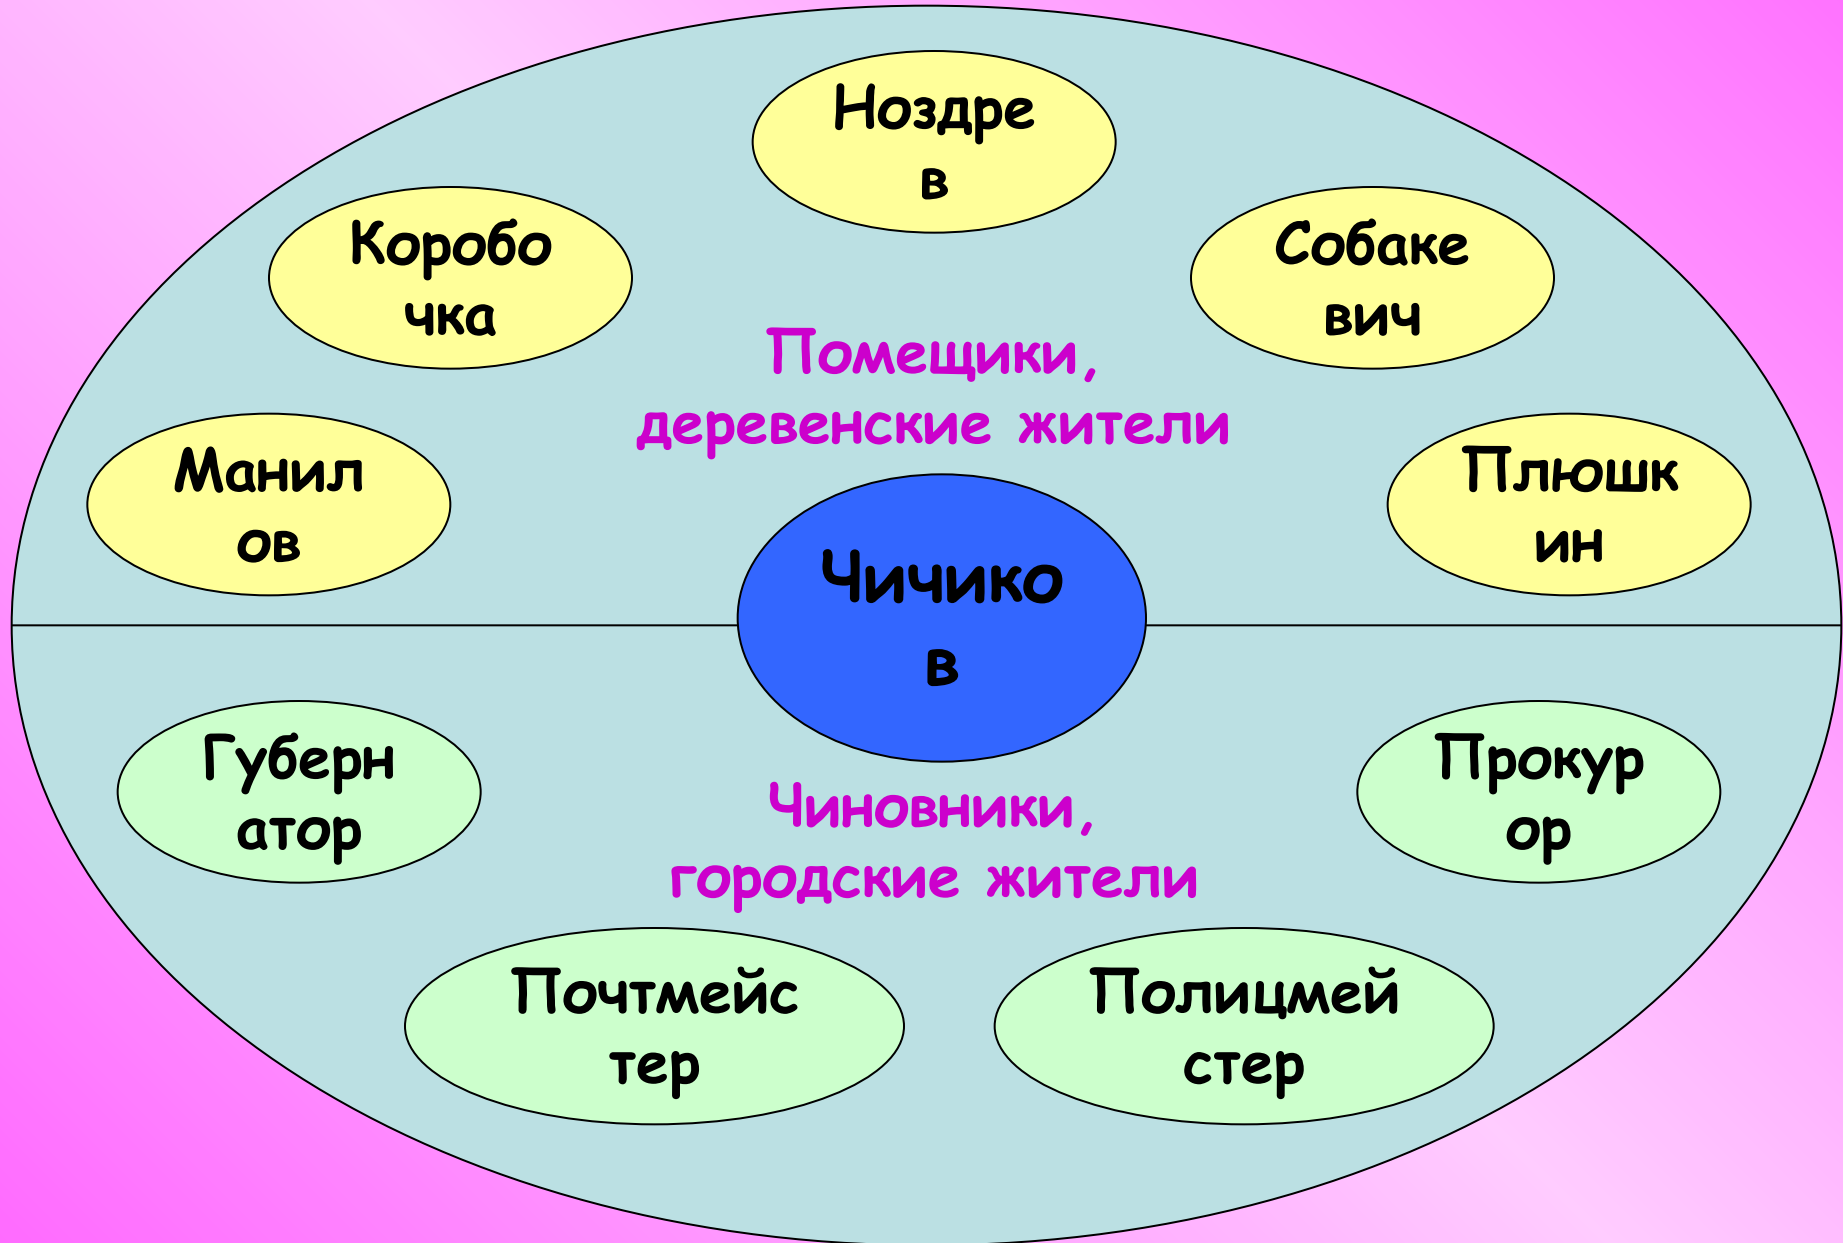 Ноздре
в
Коробо
чка
Собаке
вич
Помещики,
деревенские жители
Манил
ов
Плюшк
ин
Чичико
в
Губерн
атор
Прокур
ор
Чиновники,
городские жители
Почтмейс
тер
Полицмей
стер